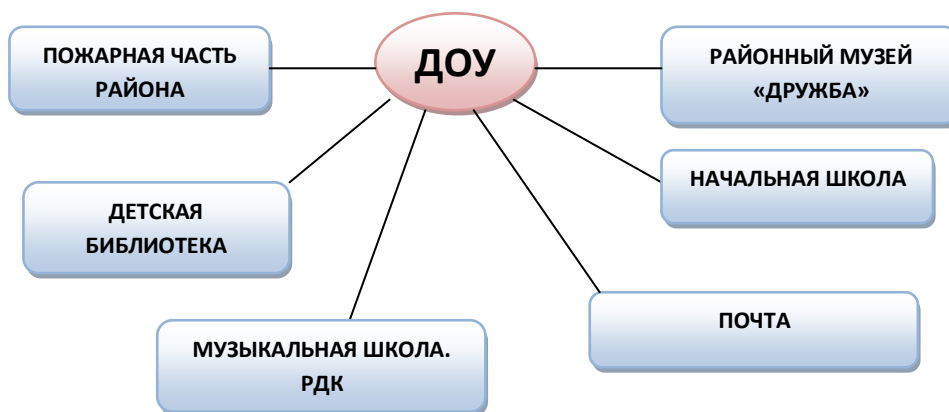 ДОУ
ПОЖАРНАЯ ЧАСТЬ
РАЙОНА
РАЙОННЫЙ МУЗЕЙ
«ДРУЖБА»
ДЕТСКАЯ
БИБЛИОТЕКА
НАЧАЛЬНАЯ ШКОЛА
МУЗЫКАЛЬНАЯ ШКОЛА.
РДК
ПОЧТА